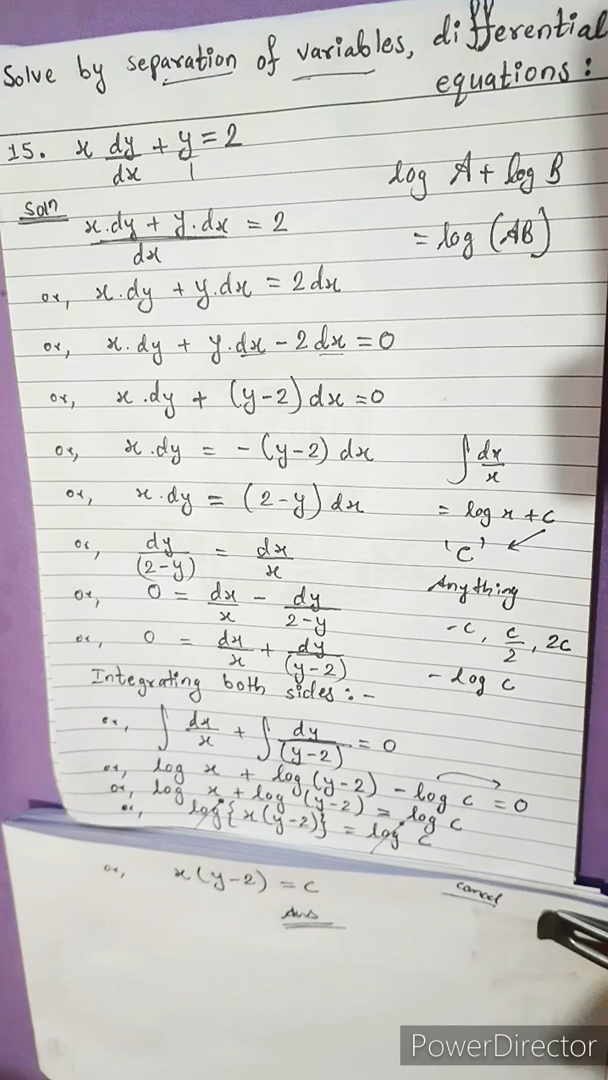 Solve by separation of variables, differential
equations :
15. x dy/dx + y/1 = 2
log A + log B
= log (AB)
Soln
(x.dy + y.dx)/dx = 2
or, x.dy + y.dx = 2dx
or, x.dy + y.dx - 2dx = 0
or, x.dy + (y-2) dx = 0
or, x.dy = -(y-2) dx
or, x.dy = (2-y) dx
∫ dx/x
= log x + c
'c'
Anything
-c, c/2, 2c
- log c
or, dy/(2-y) = dx/x
or, 0 = dx/x - dy/2-y
or, 0 = dx/x + dy/(y-2)
Integrating both sides :-
or, ∫ dx/x + ∫ dy/(y-2) = 0
or, log x + log (y-2) - log c = 0
or, log x + log (y-2) = log c
or, log {x(y-2)} = log c
or, x(y-2) = c
cancel
Ans
PowerDirector